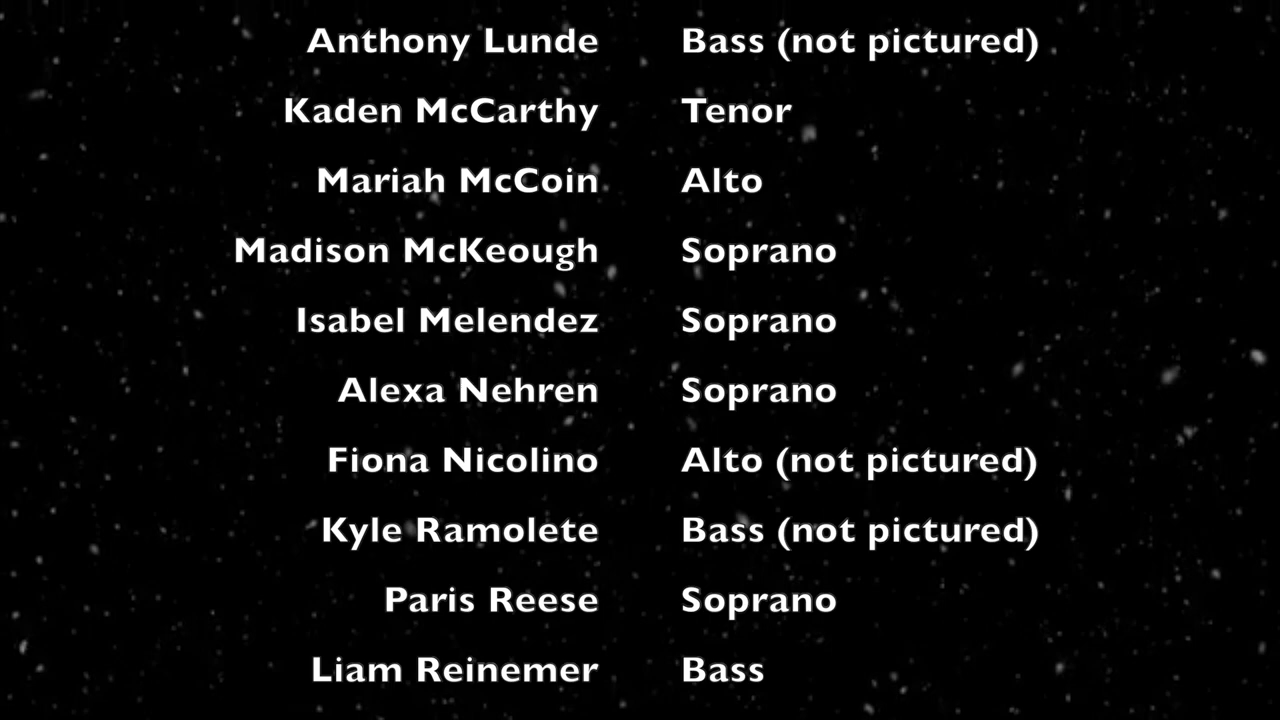 Anthony Lunde Bass (not pictured)
Kaden McCarthy Tenor
Mariah McCoin Alto
Madison McKeough Soprano
Isabel Melendez Soprano
Alexa Nehren Soprano
Fiona Nicolino Alto (not pictured)
Kyle Ramolete Bass (not pictured)
Paris Reese Soprano
Liam Reinemer Bass